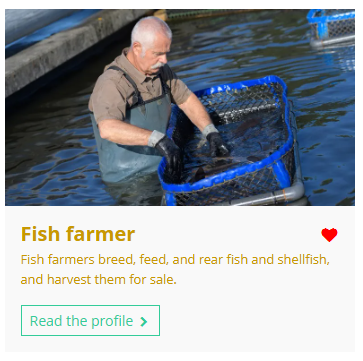 Fish farmer
Fish farmers breed, feed, and rear fish and shellfish,
and harvest them for sale.
Read the profile